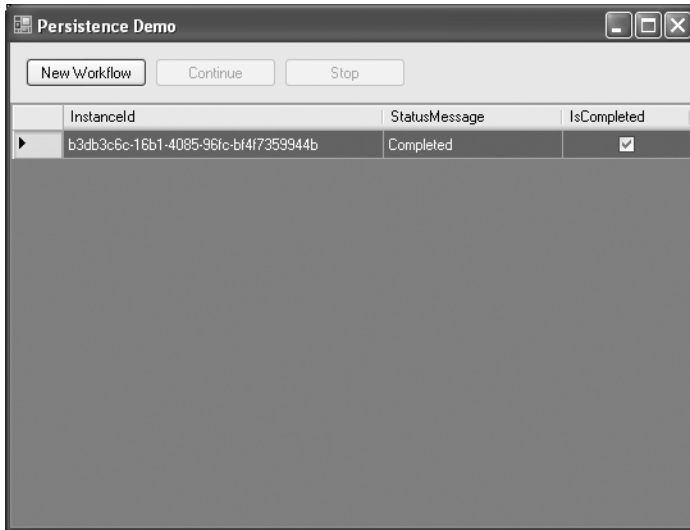 Persistence Demo
New Workflow Continue Stop
InstanceId StatusMessage IsCompleted
b3db3c6c-16b1-4085-96fc-bf4f7359944b Completed